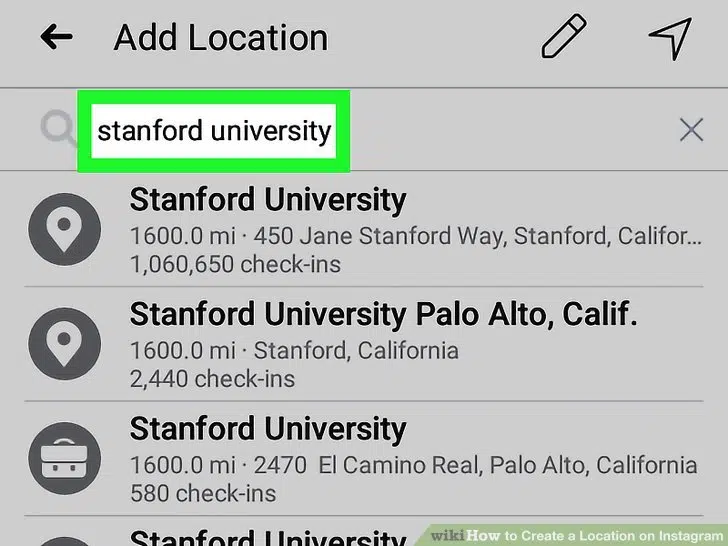 Add Location
stanford university
Stanford University
1600.0 mi · 450 Jane Stanford Way, Stanford, Califor...
1,060,650 check-ins
Stanford University Palo Alto, Calif.
1600.0 mi · Stanford, California
2,440 check-ins
Stanford University
1600.0 mi · 2470 El Camino Real, Palo Alto, California
580 check-ins
Stanford University
wikiHow to Create a Location on Instagram